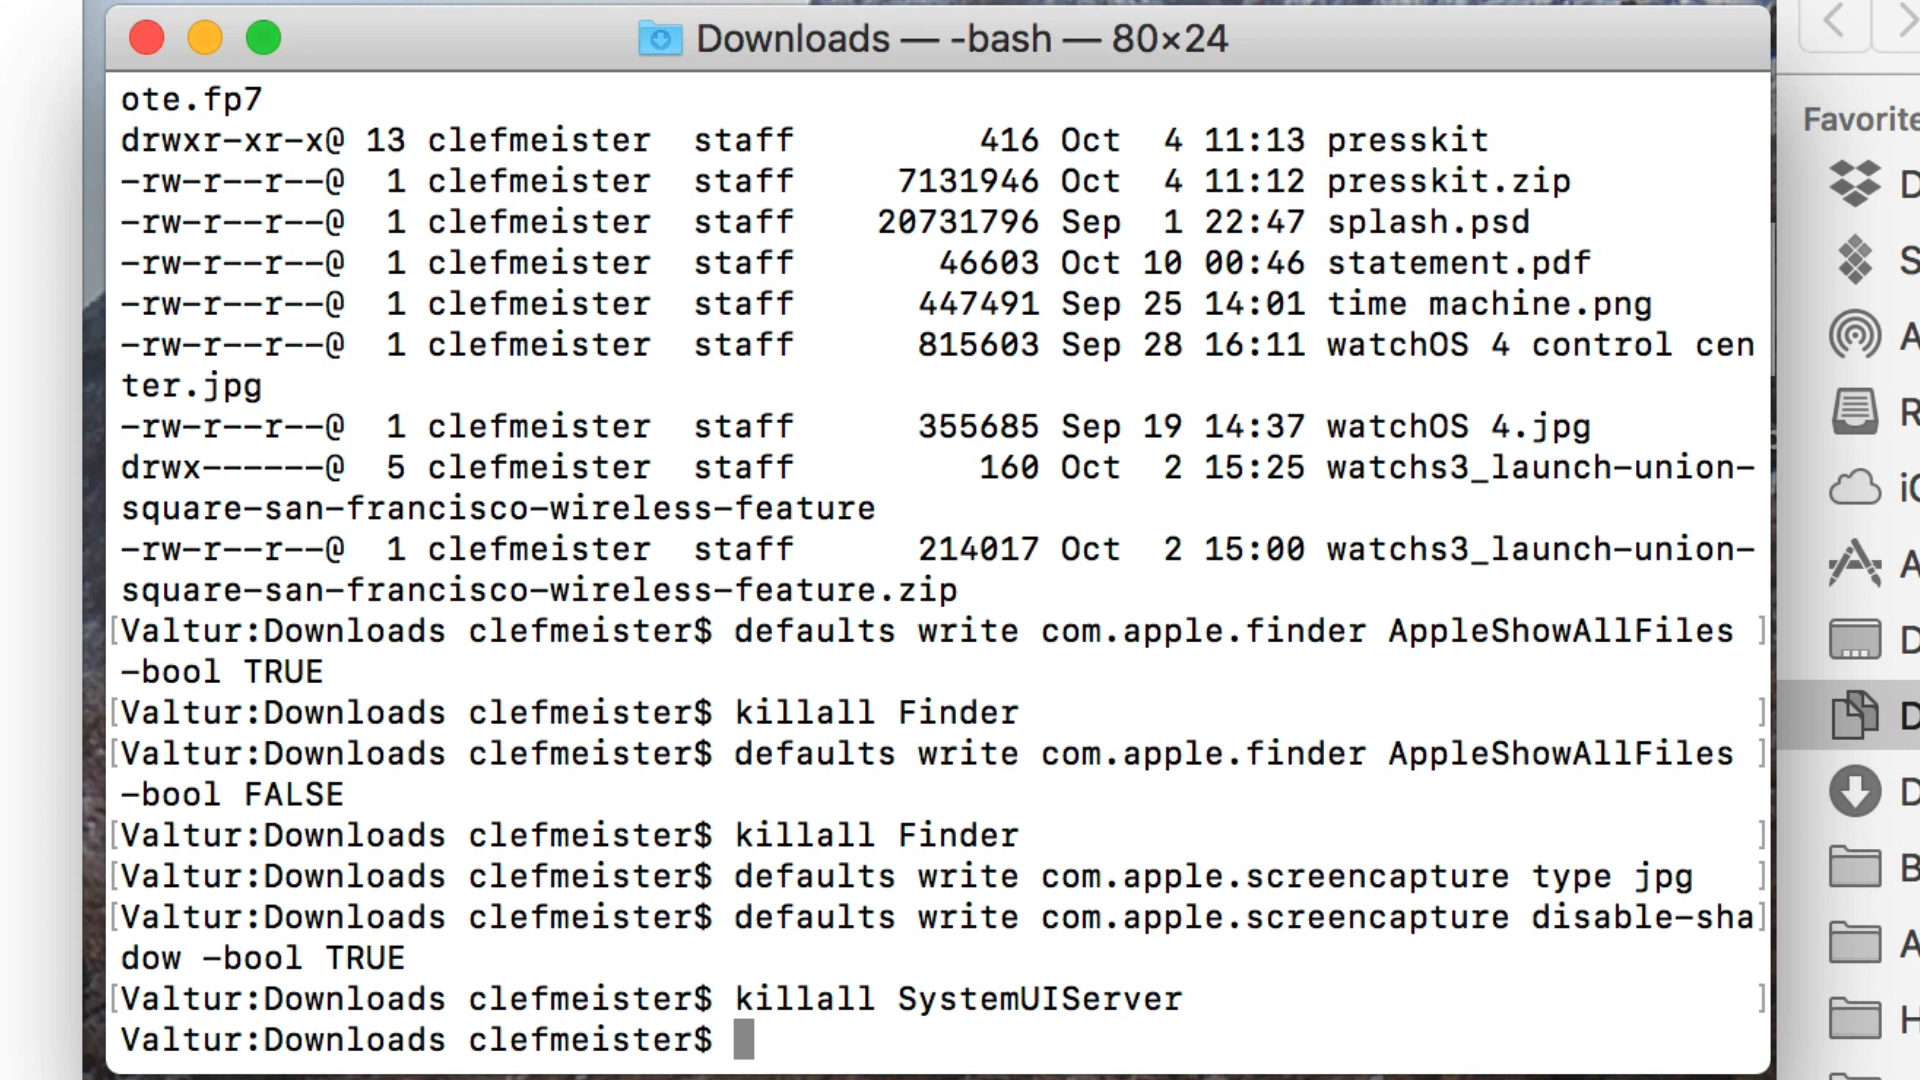 Downloads — -bash — 80×24
ote.fp7
drwxr-xr-x@ 13 clefmeister  staff       416 Oct  4 11:13 presskit
-rw-r--r--@  1 clefmeister  staff   7131946 Oct  4 11:12 presskit.zip
-rw-r--r--@  1 clefmeister  staff  20731796 Sep  1 22:47 splash.psd
-rw-r--r--@  1 clefmeister  staff     46603 Oct 10 00:46 statement.pdf
-rw-r--r--@  1 clefmeister  staff    447491 Sep 25 14:01 time machine.png
-rw-r--r--@  1 clefmeister  staff    815603 Sep 28 16:11 watchOS 4 control cen
ter.jpg
-rw-r--r--@  1 clefmeister  staff    355685 Sep 19 14:37 watchOS 4.jpg
drwx------@  5 clefmeister  staff       160 Oct  2 15:25 watchs3_launch-union-
square-san-francisco-wireless-feature
-rw-r--r--@  1 clefmeister  staff    214017 Oct  2 15:00 watchs3_launch-union-
square-san-francisco-wireless-feature.zip
[Valtur:Downloads clefmeister$ defaults write com.apple.finder AppleShowAllFiles ]
-bool TRUE
[Valtur:Downloads clefmeister$ killall Finder ]
[Valtur:Downloads clefmeister$ defaults write com.apple.finder AppleShowAllFiles ]
-bool FALSE
[Valtur:Downloads clefmeister$ killall Finder ]
[Valtur:Downloads clefmeister$ defaults write com.apple.screencapture type jpg ]
[Valtur:Downloads clefmeister$ defaults write com.apple.screencapture disable-sha]
dow -bool TRUE
[Valtur:Downloads clefmeister$ killall SystemUIServer ]
Valtur:Downloads clefmeister$
Favorite
D
S
A
R
iC
A
D
D
D
B
A
H